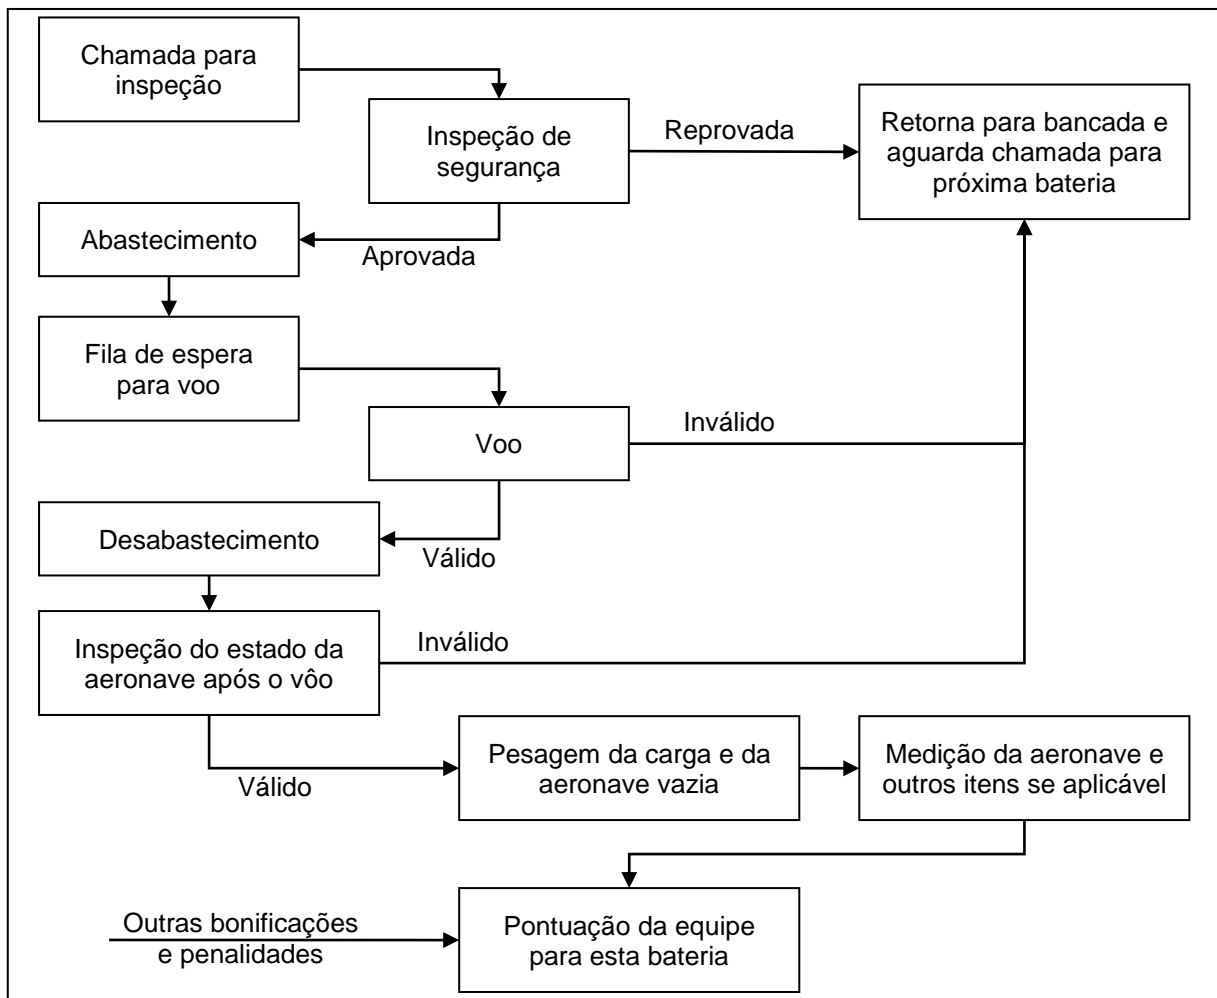 Chamada para
inspeção
Inspeção de
segurança
Reprovada
Retorna para bancada e
aguarda chamada para
próxima bateria
Abastecimento
Aprovada
Fila de espera
para voo
Voo
Inválido
Desabastecimento
Válido
Inspeção do estado da
aeronave após o vôo
Inválido
Válido
Pesagem da carga e da
aeronave vazia
Medição da aeronave e
outros itens se aplicável
Outras bonificações
e penalidades
Pontuação da equipe
para esta bateria